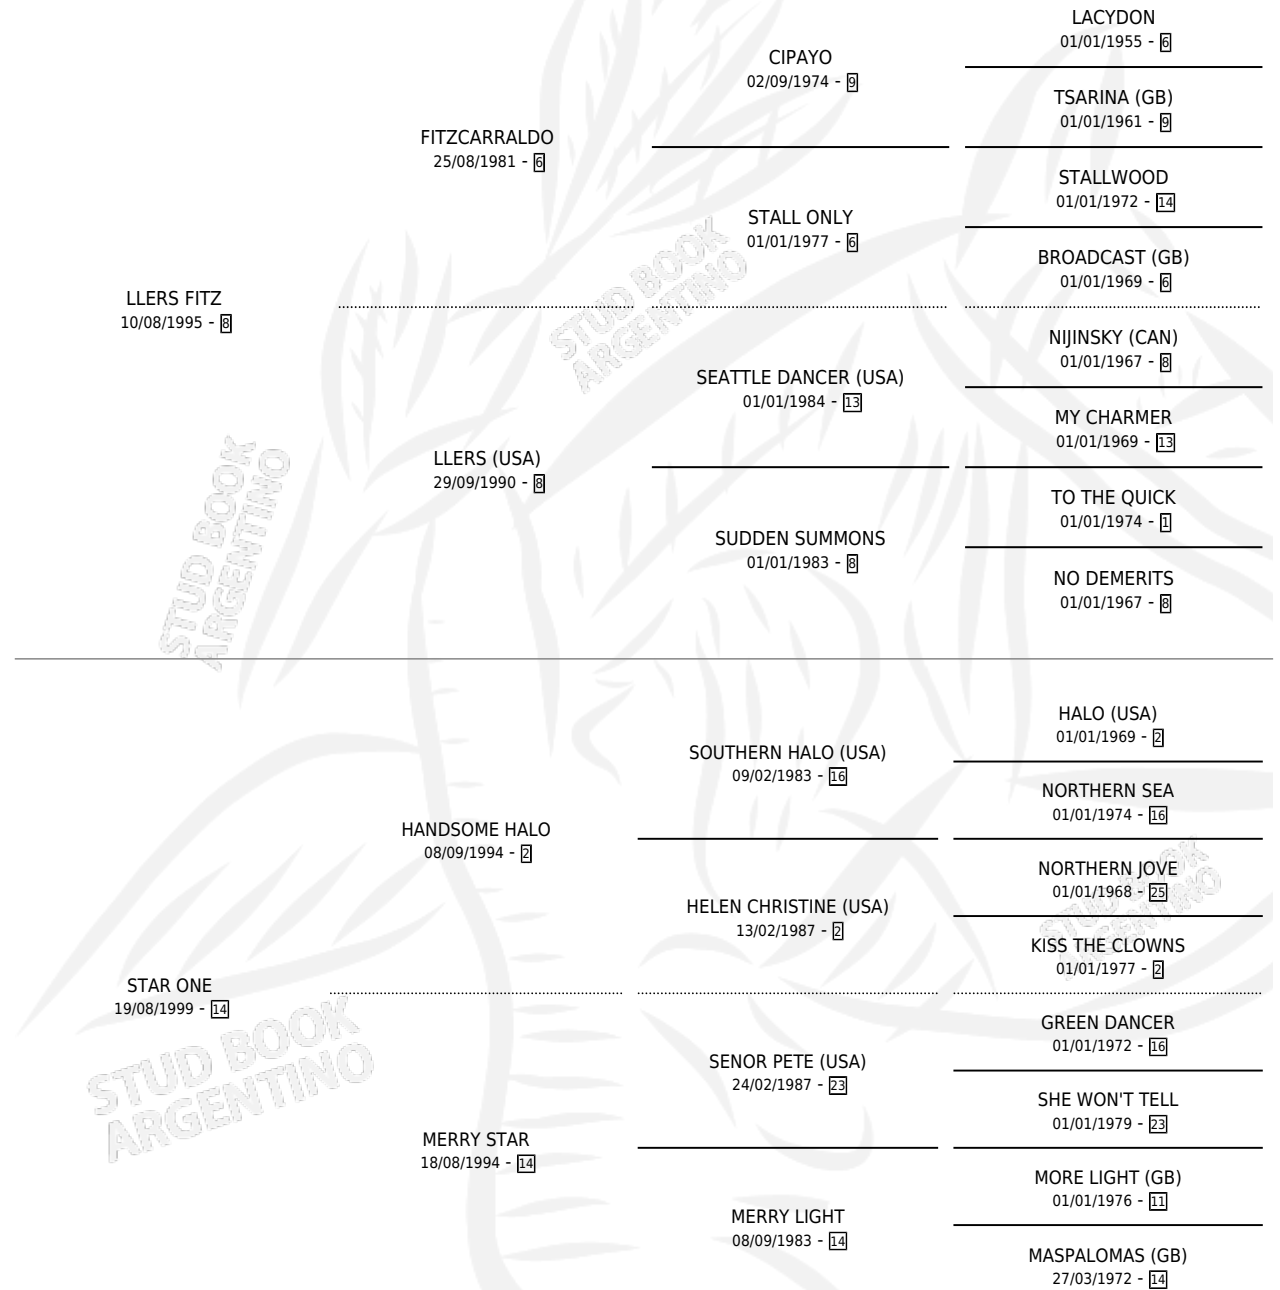 LACYDON
01/01/1955 - 6
CIPAYO
02/09/1974 - 9
TSARINA (GB)
01/01/1961 - 9
FITZCARRALDO
25/08/1981 - 6
STALLWOOD
01/01/1972 - 14
STALL ONLY
01/01/1977 - 6
BROADCAST (GB)
01/01/1969 - 6
LLERS FITZ
10/08/1995 - 8
NIJINSKY (CAN)
01/01/1967 - 8
SEATTLE DANCER (USA)
01/01/1984 - 13
MY CHARMER
01/01/1969 - 13
LLERS (USA)
29/09/1990 - 8
TO THE QUICK
01/01/1974 - 1
SUDDEN SUMMONS
01/01/1983 - 8
NO DEMERITS
01/01/1967 - 8
HALO (USA)
01/01/1969 - 2
SOUTHERN HALO (USA)
09/02/1983 - 16
NORTHERN SEA
01/01/1974 - 16
HANDSOME HALO
08/09/1994 - 2
NORTHERN JOVE
01/01/1968 - 25
HELEN CHRISTINE (USA)
13/02/1987 - 2
KISS THE CLOWNS
01/01/1977 - 2
STAR ONE
19/08/1999 - 14
GREEN DANCER
01/01/1972 - 16
SENOR PETE (USA)
24/02/1987 - 23
SHE WON'T TELL
01/01/1979 - 23
MERRY STAR
18/08/1994 - 14
MORE LIGHT (GB)
01/01/1976 - 11
MERRY LIGHT
08/09/1983 - 14
MASPALOMAS (GB)
27/03/1972 - 14
STUD BOOK
ARGENTINO
STUD BOOK
ARGENTINO
STUD BOOK
ARGENTINO
STUD BOOK
ARGENTINO